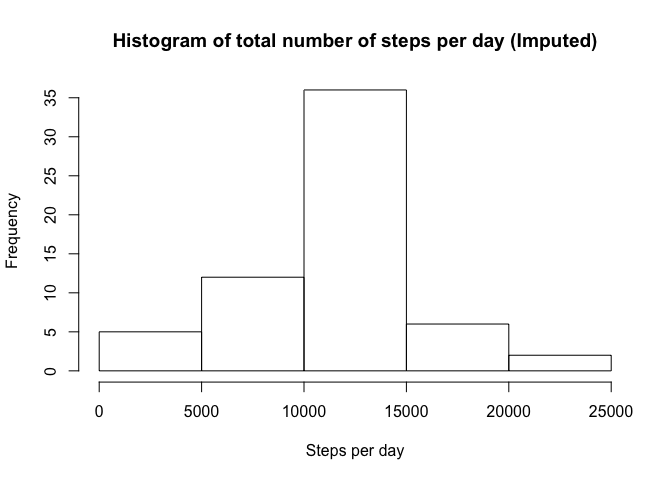 Histogram of total number of steps per day (Imputed)
Frequency
35
30
25
20
15
10
5
0
0 5000 10000 15000 20000 25000
Steps per day